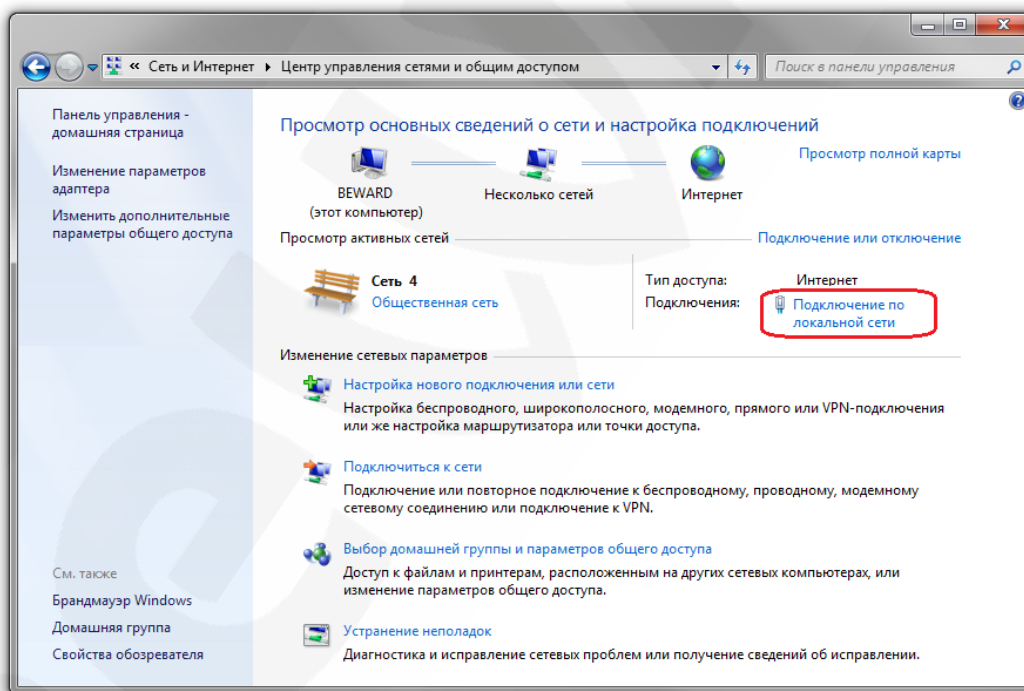 « Сеть и Интернет ▸ Центр управления сетями и общим доступом
Поиск в панели управления
Панель управления -
домашняя страница
Изменение параметров
адаптера
Изменить дополнительные
параметры общего доступа
См. также
Брандмауэр Windows
Домашняя группа
Свойства обозревателя
Просмотр основных сведений о сети и настройка подключений
Просмотр полной карты
BEWARD
(этот компьютер)
Несколько сетей
Интернет
Просмотр активных сетей
Подключение или отключение
Сеть 4
Общественная сеть
Тип доступа: Интернет
Подключения: Подключение по
локальной сети
Изменение сетевых параметров
Настройка нового подключения или сети
Настройка беспроводного, широкополосного, модемного, прямого или VPN-подключения
или же настройка маршрутизатора или точки доступа.
Подключиться к сети
Подключение или повторное подключение к беспроводному, проводному, модемному
сетевому соединению или подключение к VPN.
Выбор домашней группы и параметров общего доступа
Доступ к файлам и принтерам, расположенным на других сетевых компьютерах, или
изменение параметров общего доступа.
Устранение неполадок
Диагностика и исправление сетевых проблем или получение сведений об исправлении.